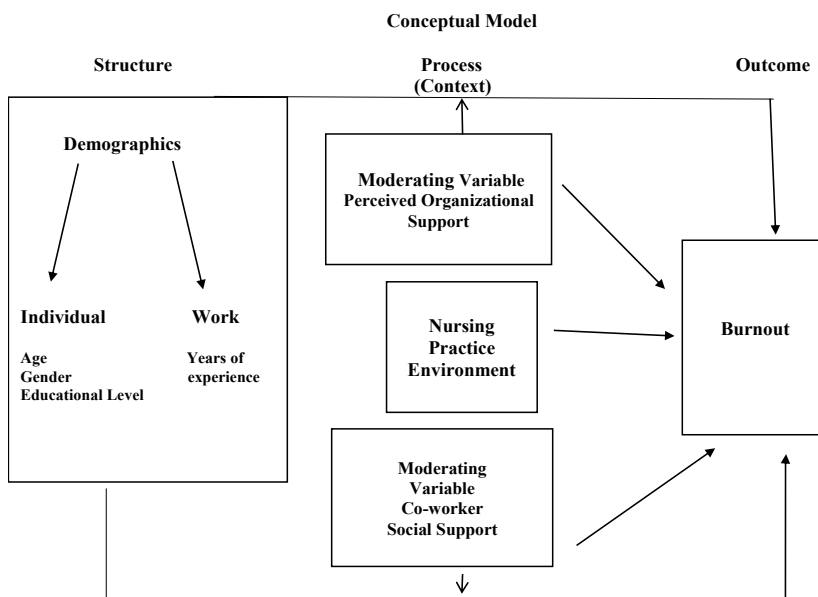 Conceptual Model
Structure
Process
(Context)
Outcome
Demographics
Individual
Work
Age
Gender
Educational Level
Years of
experience
Moderating Variable
Perceived Organizational
Support
Nursing
Practice
Environment
Moderating
Variable
Co-worker
Social Support
Burnout